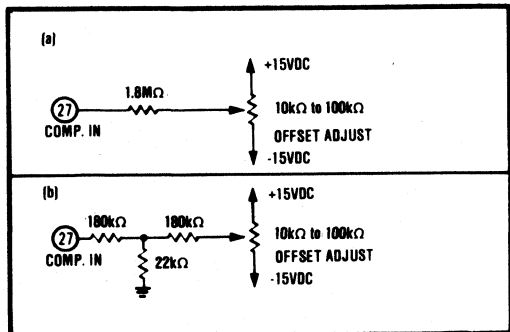 (a)
+15VDC
1.8MΩ
27
10kΩ to 100kΩ
COMP. IN
OFFSET ADJUST
-15VDC
(b)
+15VDC
180kΩ
180kΩ
27
10kΩ to 100kΩ
COMP. IN
22kΩ
OFFSET ADJUST
-15VDC